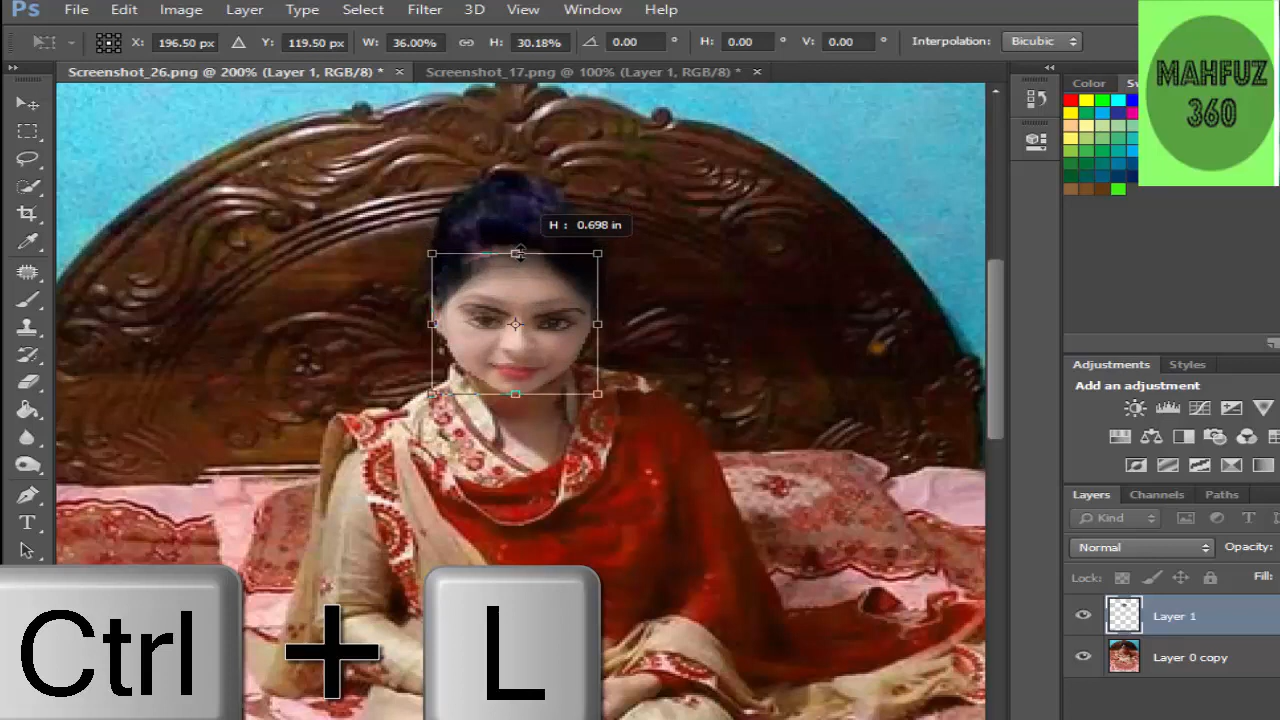 Ps File Edit Image Layer Type Select Filter 3D View Window Help
X: 196.50 px Y: 119.50 px W: 36.00% H: 30.18% 0.00 ° H: 0.00 V: 0.00 ° Interpolation: Bicubic
Screenshot_26.png @ 200% (Layer 1, RGB/8) * × Screenshot_17.png @ 100% (Layer 1, RGB/8) * ×
MAHFUZ
360
Color
H : 0.698 in
Adjustments Styles
Add an adjustment
Layers Channels Paths
Kind
Normal Opacity:
Lock: Fill:
Layer 1
Layer 0 copy
Ctrl + L